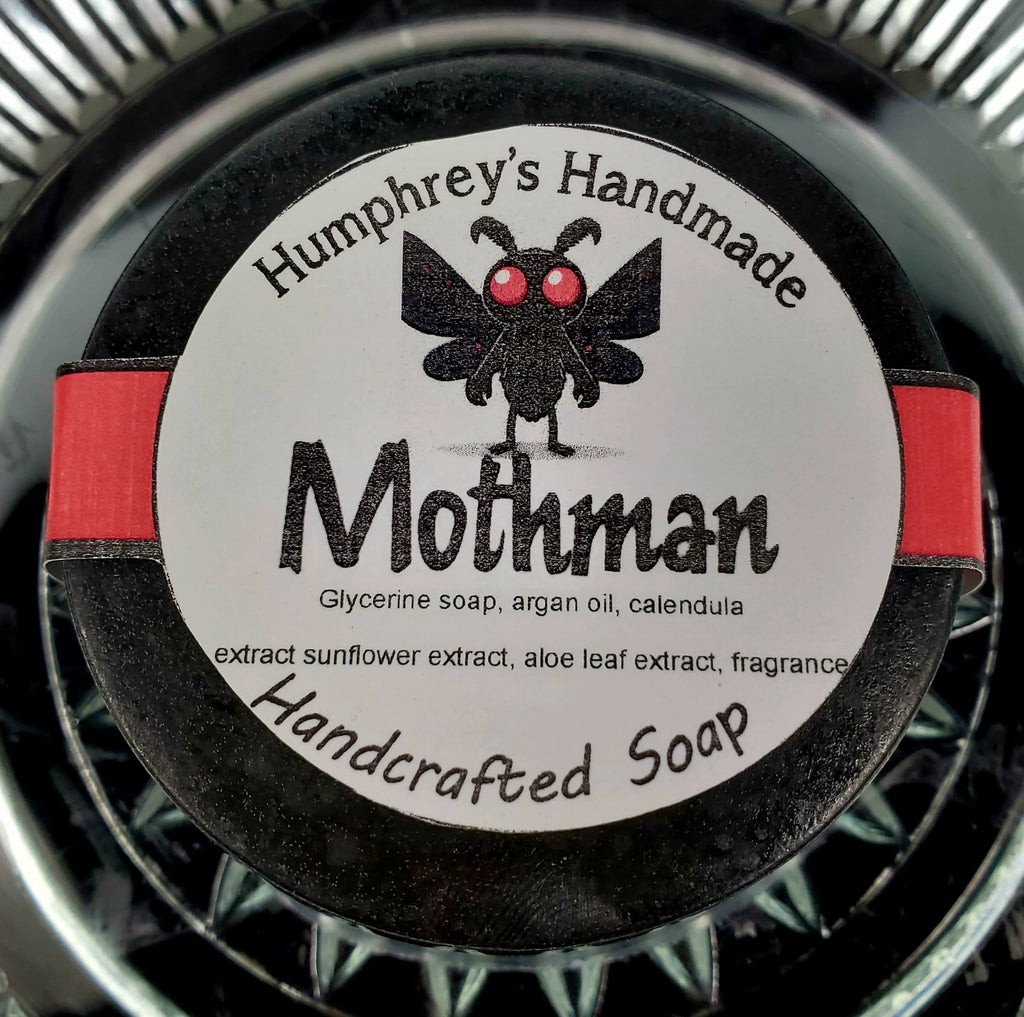 Humphrey's Handmade
Mothman
Glycerine soap, argan oil, calendula
extract sunflower extract, aloe leaf extract, fragrance
Handcrafted Soap